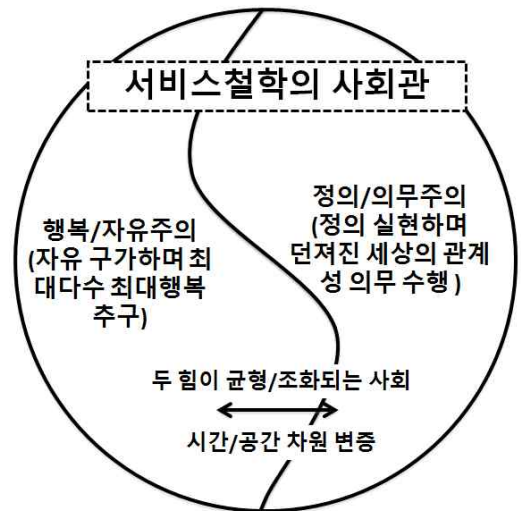 서비스철학의 사회관
행복/자유주의
(자유 구가하며 최
대다수 최대행복
추구)
정의/의무주의
(정의 실현하며
던져진 세상의 관계
성 의무 수행 )
두 힘이 균형/조화되는 사회
시간/공간 차원 변증